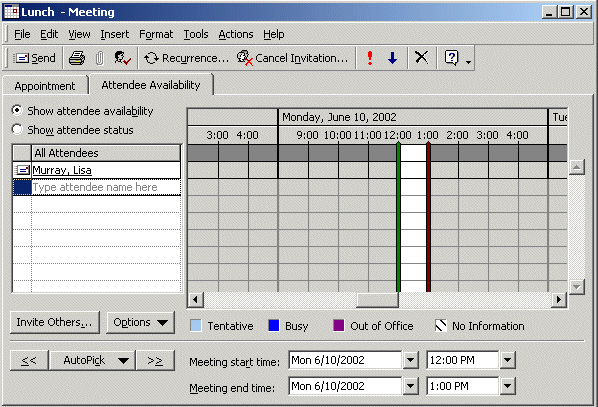 Lunch - Meeting
File Edit View Insert Format Tools Actions Help
Send Recurrence... Cancel Invitation...
Appointment Attendee Availability
Show attendee availability
Show attendee status
Monday, June 10, 2002 Tue
3:00 4:00 9:00 10:00 11:00 12:00 1:00 2:00 3:00 4:00
All Attendees
Murray, Lisa
Type attendee name here
Invite Others... Options
Tentative Busy Out of Office No Information
<< AutoPick >>
Meeting start time: Mon 6/10/2002 12:00 PM
Meeting end time: Mon 6/10/2002 1:00 PM